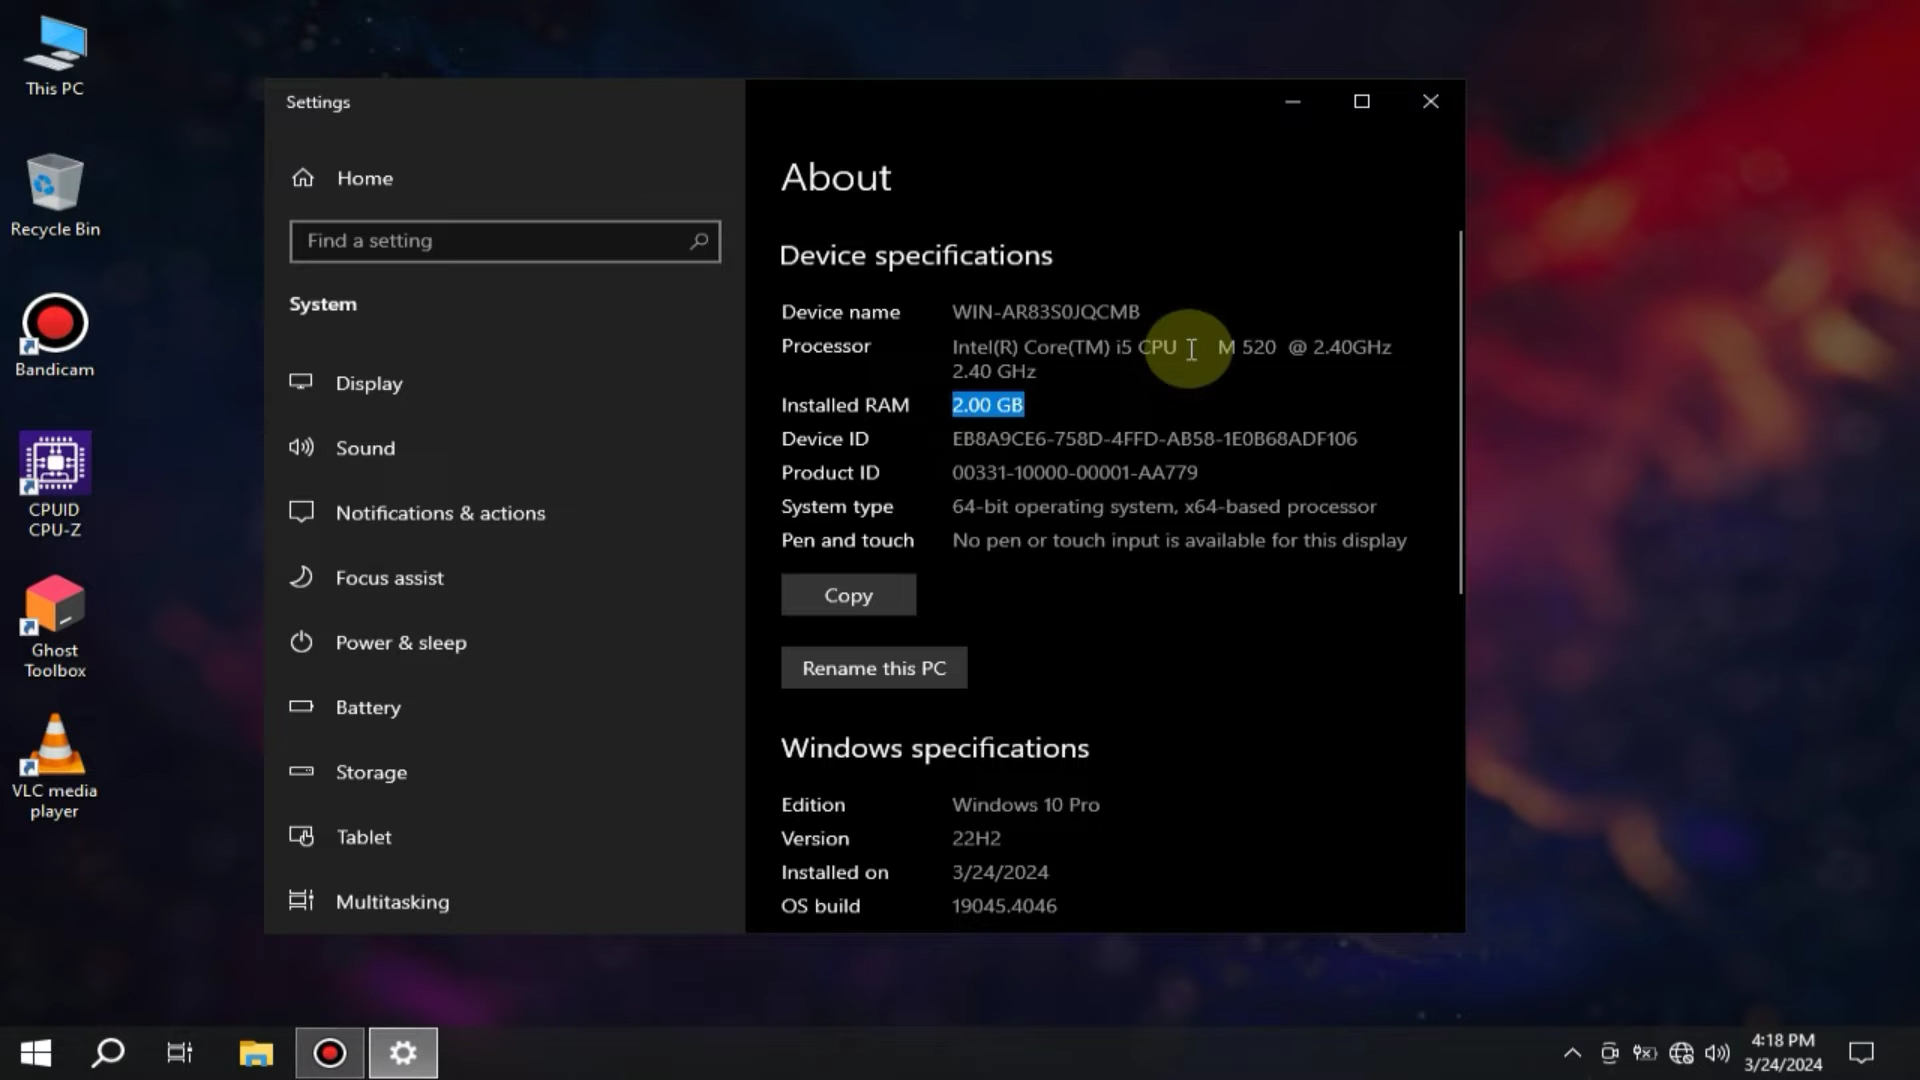 This PC
Recycle Bin
Bandicam
CPUID
CPU-Z
Ghost
Toolbox
VLC media
player
Settings
Home
Find a setting
System
Display
Sound
Notifications & actions
Focus assist
Power & sleep
Battery
Storage
Tablet
Multitasking
About
Device specifications
Device name WIN-AR83S0JQCMB
Processor Intel(R) Core(TM) i5 CPU M 520 @ 2.40GHz
2.40 GHz
Installed RAM 2.00 GB
Device ID EB8A9CE6-758D-4FFD-AB58-1E0B68ADF106
Product ID 00331-10000-00001-AA779
System type 64-bit operating system, x64-based processor
Pen and touch No pen or touch input is available for this display
Copy
Rename this PC
Windows specifications
Edition Windows 10 Pro
Version 22H2
Installed on 3/24/2024
OS build 19045.4046
4:18 PM
3/24/2024